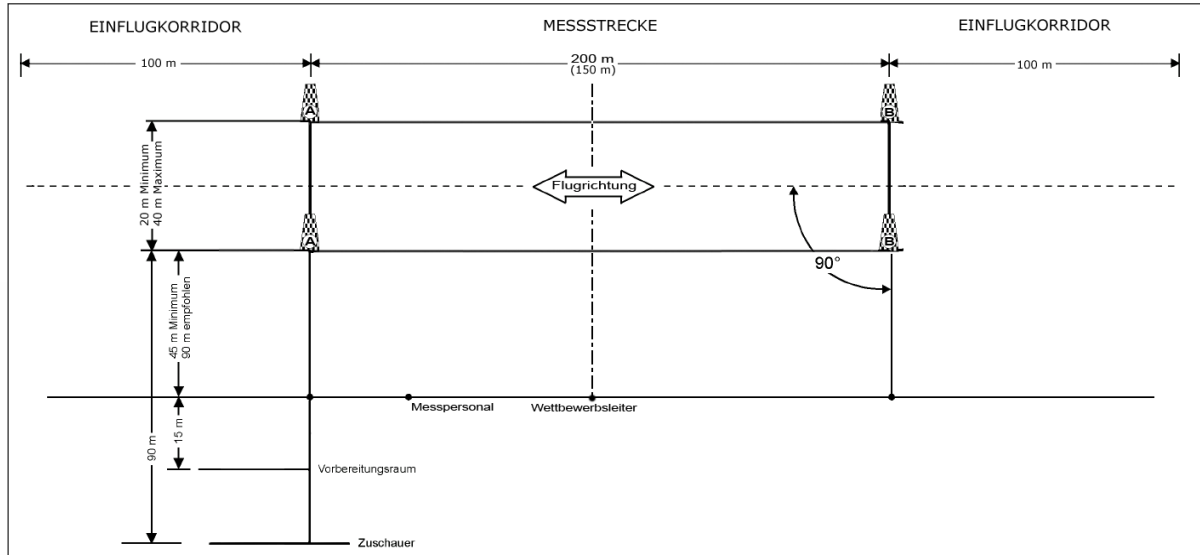 EINFLUGKORRIDOR
MESSSTRECKE
EINFLUGKORRIDOR
100 m
200 m
(150 m)
100 m
A
B
20 m Minimum
40 m Maximum
Flugrichtung
A
B
90°
45 m Minimum
90 m empfohlen
Messpersonal
Wettbewerbsleiter
15 m
90 m
Vorbereitungsraum
Zuschauer